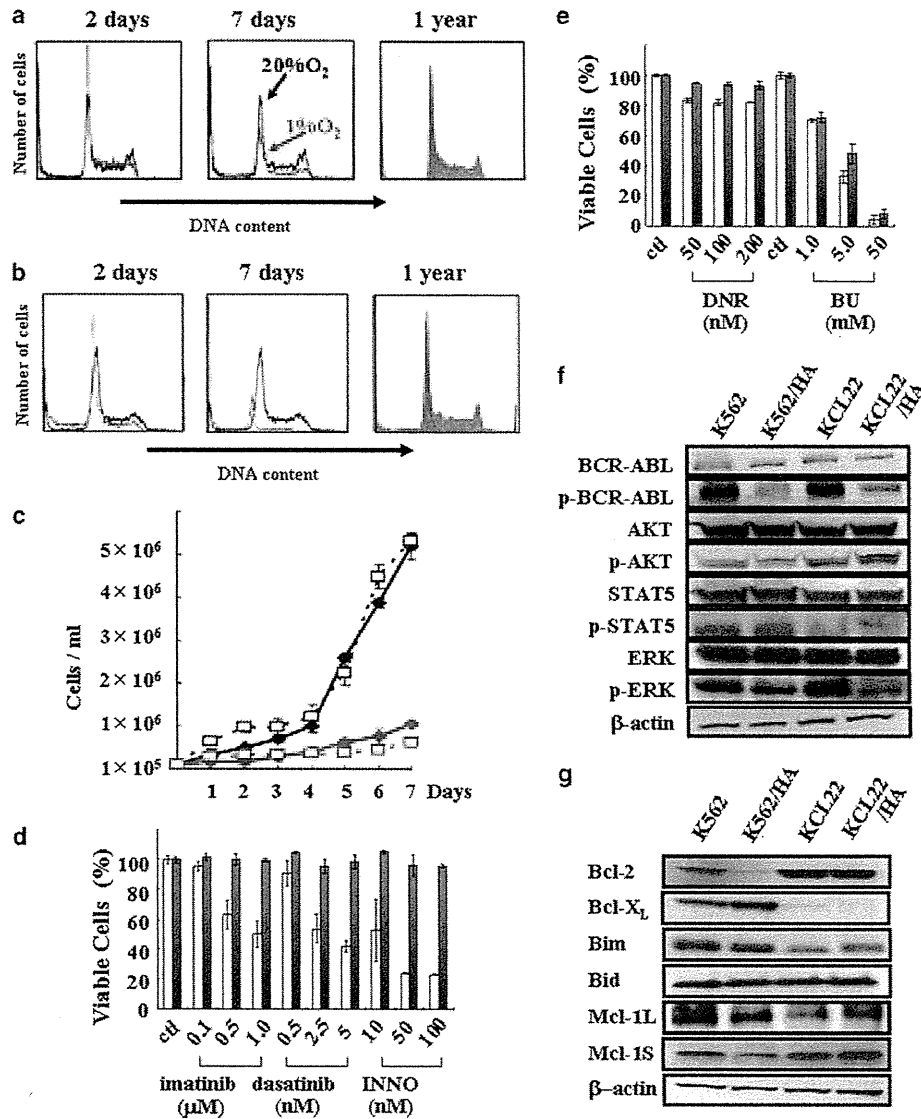 a
2 days
7 days
1 year
Number of cells
20%O₂
1%O₂
DNA content
b
2 days
7 days
1 year
Number of cells
DNA content
c
Cells / ml
5×10⁶
3×10⁶
2×10⁶
1×10⁶
1×10⁵
1 2 3 4 5 6 7 Days
d
Viable Cells (%)
100
80
60
40
20
0
ctl 0.1 0.5 1.0 0.5 2.5 5 10 50 100
imatinib dasatinib INNO
(μM) (nM) (nM)
e
Viable Cells (%)
100
80
60
40
20
0
ctl 50 100 200 ctl 1.0 5.0 50
DNR BU
(nM) (mM)
f
K562 K562/HA KCL22 KCL22/HA
BCR-ABL
p-BCR-ABL
AKT
p-AKT
STAT5
p-STAT5
ERK
p-ERK
β-actin
g
K562 K562/HA KCL22 KCL22/HA
Bcl-2
Bcl-X_L
Bim
Bid
Mcl-1L
Mcl-1S
β-actin